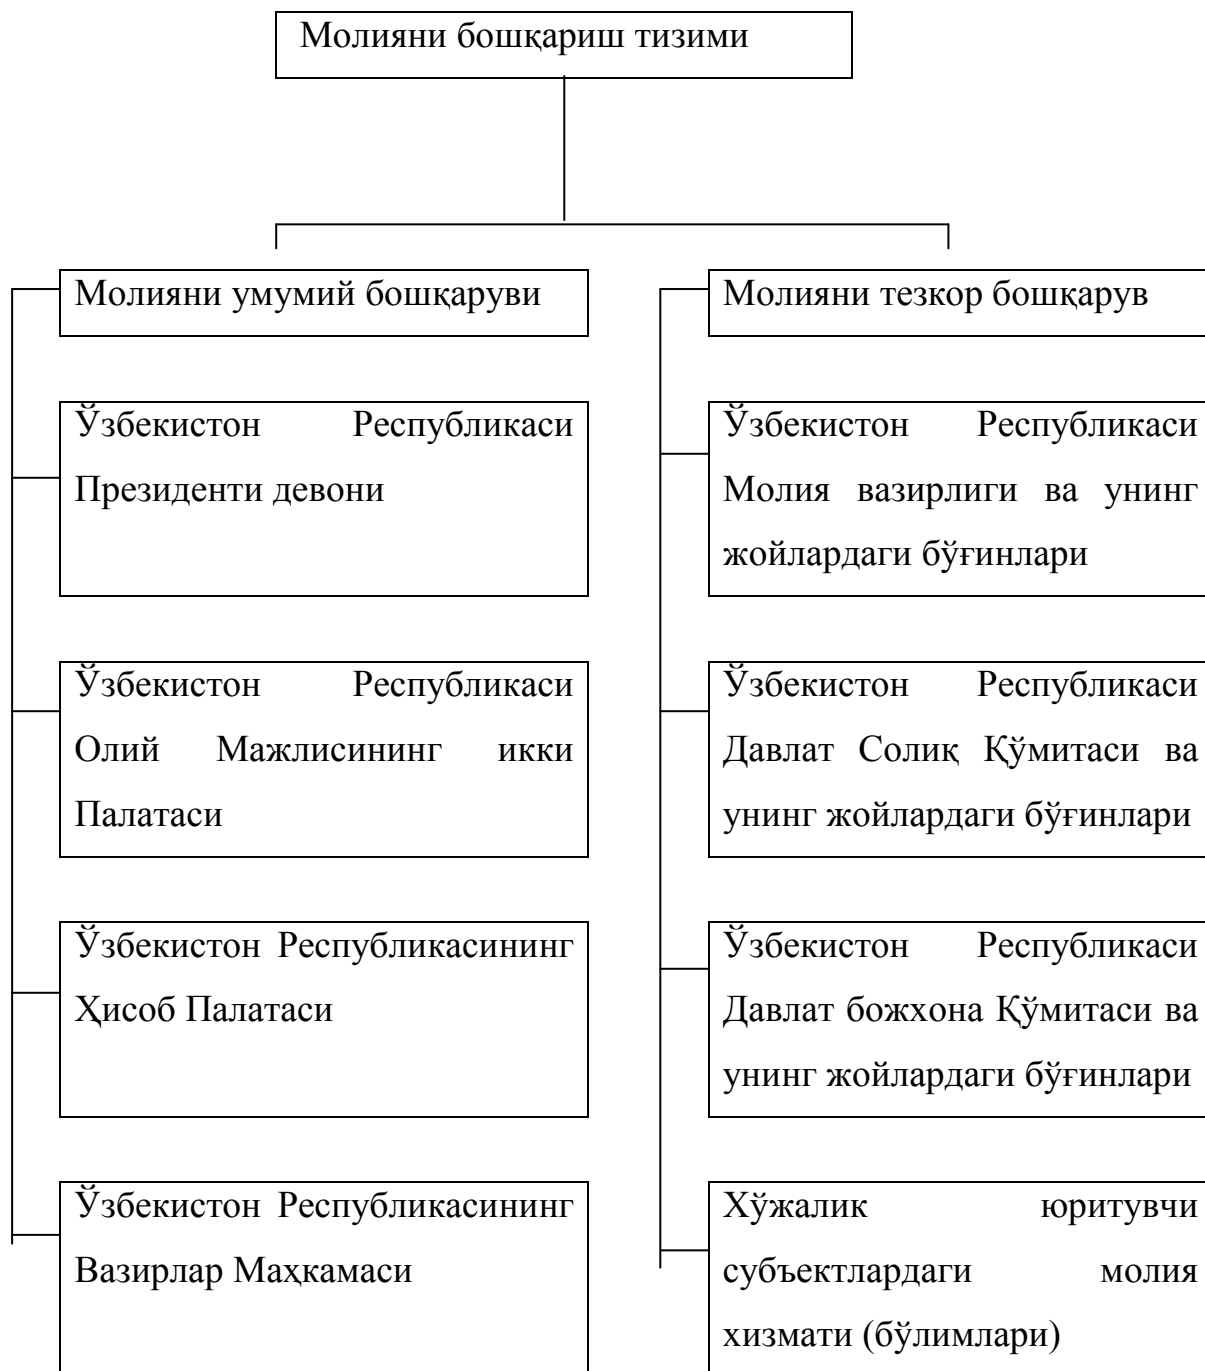 Молияни бошқариш тизими
Молияни умумий бошқаруви
Ўзбекистон Республикаси
Президенти девони
Ўзбекистон Республикаси
Олий Мажлисининг икки
Палатаси
Ўзбекистон Республикасининг
Ҳисоб Палатаси
Ўзбекистон Республикасининг
Вазирлар Маҳкамаси
Молияни тезкор бошқарув
Ўзбекистон Республикаси
Молия вазирлиги ва унинг
жойлардаги бўғинлари
Ўзбекистон Республикаси
Давлат Солиқ Қўмитаси ва
унинг жойлардаги бўғинлари
Ўзбекистон Республикаси
Давлат божхона Қўмитаси ва
унинг жойлардаги бўғинлари
Хўжалик юритувчи
субъектлардаги молия
хизмати (бўлимлари)